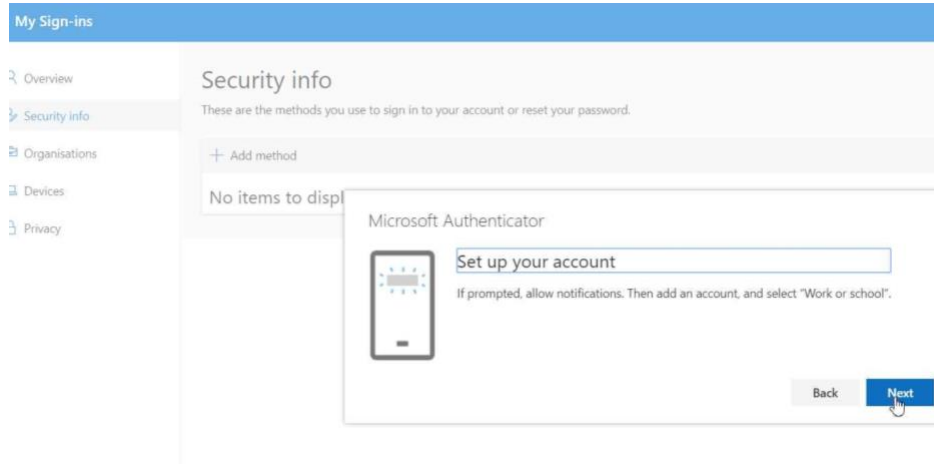 My Sign-ins
Overview
Security info
Organisations
Devices
Privacy
Security info
These are the methods you use to sign in to your account or reset your password.
+ Add method
No items to displ
Microsoft Authenticator
Set up your account
If prompted, allow notifications. Then add an account, and select "Work or school".
Back
Next